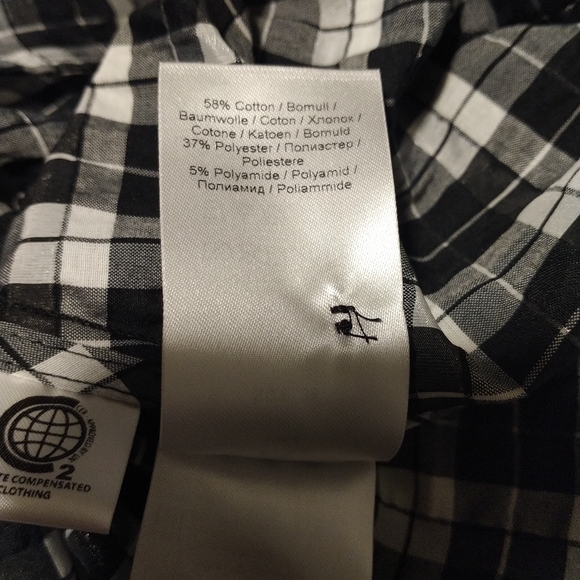 58% Cotton / Bomull /
Baumwolle / Coton / Хлопок /
Cotone / Katoen / Bomuld
37% Polyester / Полиэстер /
Poliestere
5% Polyamide / Polyamid /
Полиамид / Poliammide
2
COMPENSATED
CLOTHING